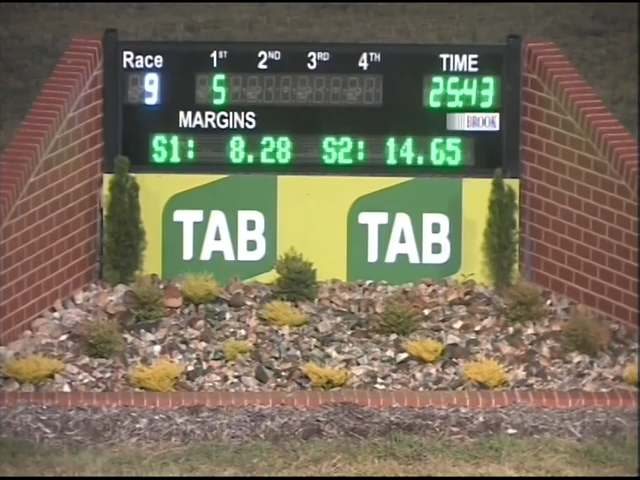 Race 1ST 2ND 3RD 4TH TIME
9 5 25:43
MARGINS BROOK
S1: 8.28 S2: 14.65
TAB TAB